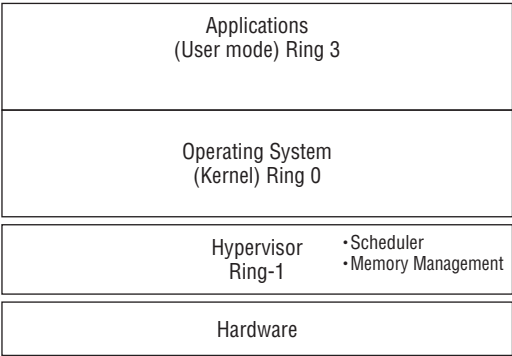 Applications
(User mode) Ring 3
Operating System
(Kernel) Ring 0
Hypervisor
Ring-1
•Scheduler
•Memory Management
Hardware